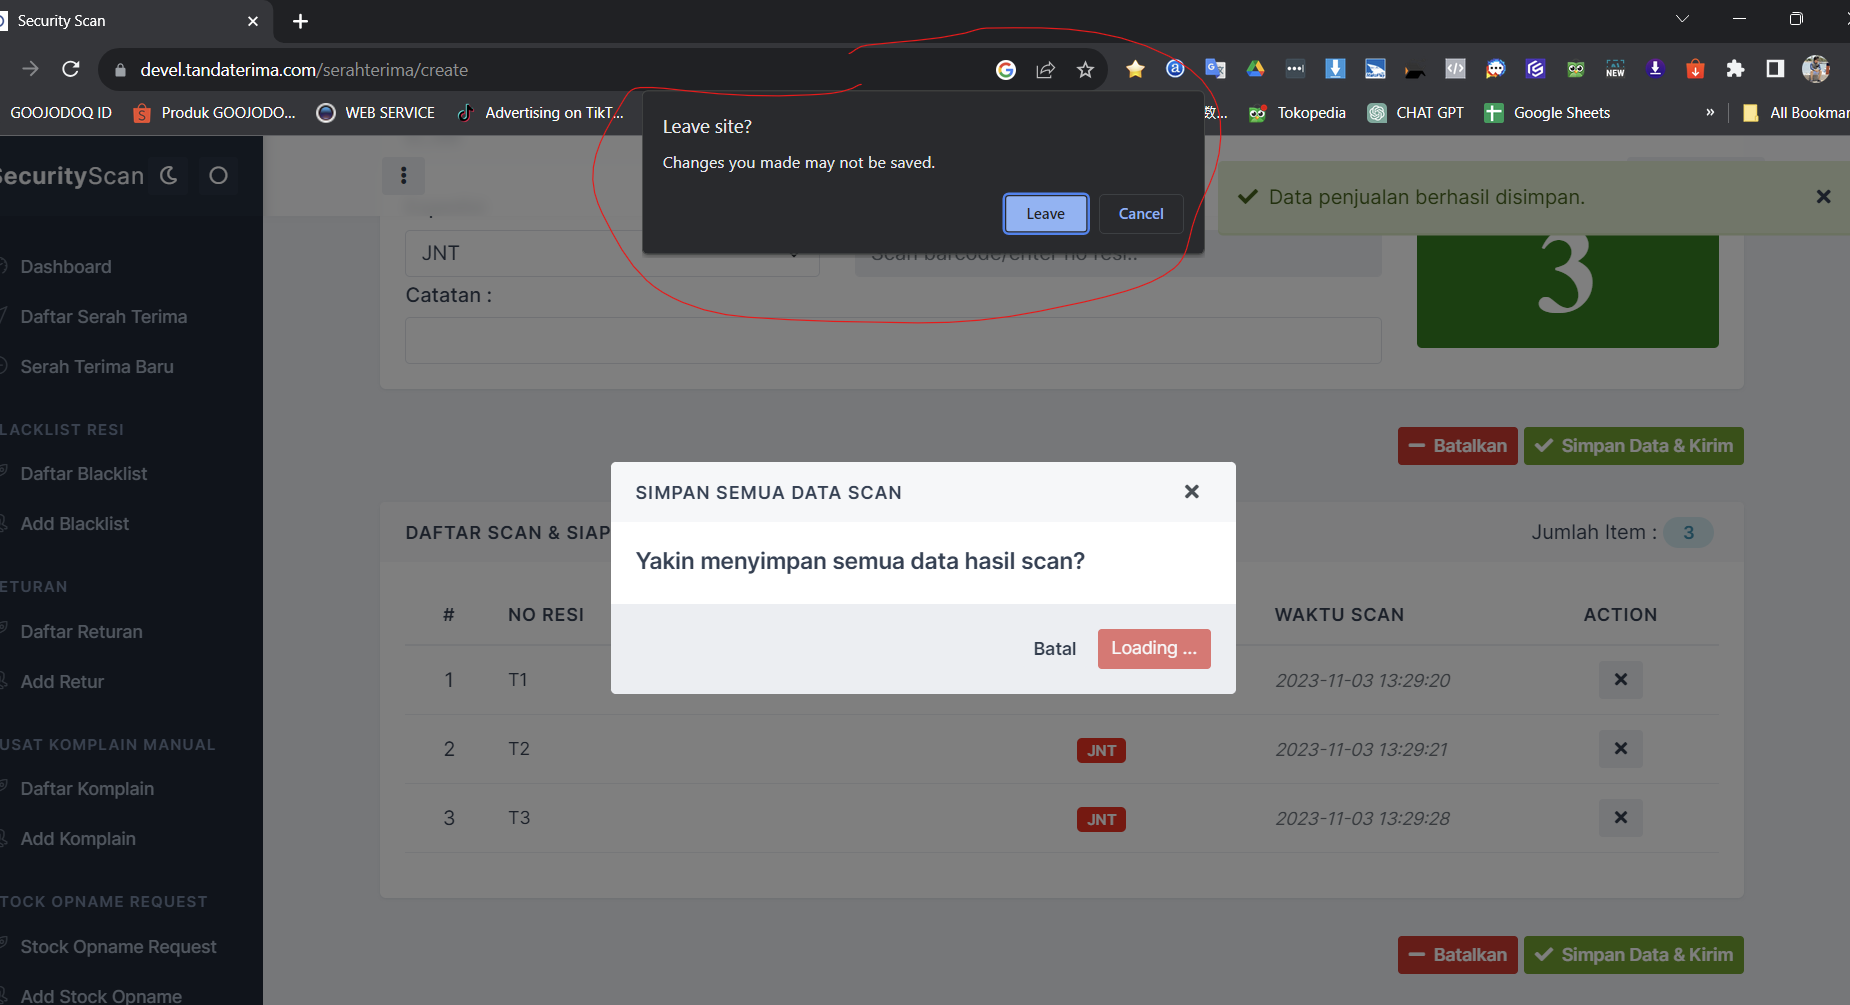 Security Scan
devel.tandaterima.com/serahterima/create
GOOJODOQ ID
Produk GOOJODO...
WEB SERVICE
Advertising on TikT...
数...
Tokopedia
CHAT GPT
Google Sheets
»
All Bookmar
Leave site?
Changes you made may not be saved.
Leave
Cancel
ecurityScan
Data penjualan berhasil disimpan.
JNT
Scan barcode/enter no resi..
3
Catatan :
Dashboard
Daftar Serah Terima
Serah Terima Baru
LACKLIST RESI
Daftar Blacklist
Add Blacklist
ETURAN
Daftar Returan
Add Retur
USAT KOMPLAIN MANUAL
Daftar Komplain
Add Komplain
TOCK OPNAME REQUEST
Stock Opname Request
Add Stock Opname
Batalkan
Simpan Data & Kirim
SIMPAN SEMUA DATA SCAN
Yakin menyimpan semua data hasil scan?
Batal
Loading ...
DAFTAR SCAN & SIAP
Jumlah Item : 3
# NO RESI WAKTU SCAN ACTION
1 T1 2023-11-03 13:29:20
2 T2 JNT 2023-11-03 13:29:21
3 T3 JNT 2023-11-03 13:29:28
Batalkan
Simpan Data & Kirim